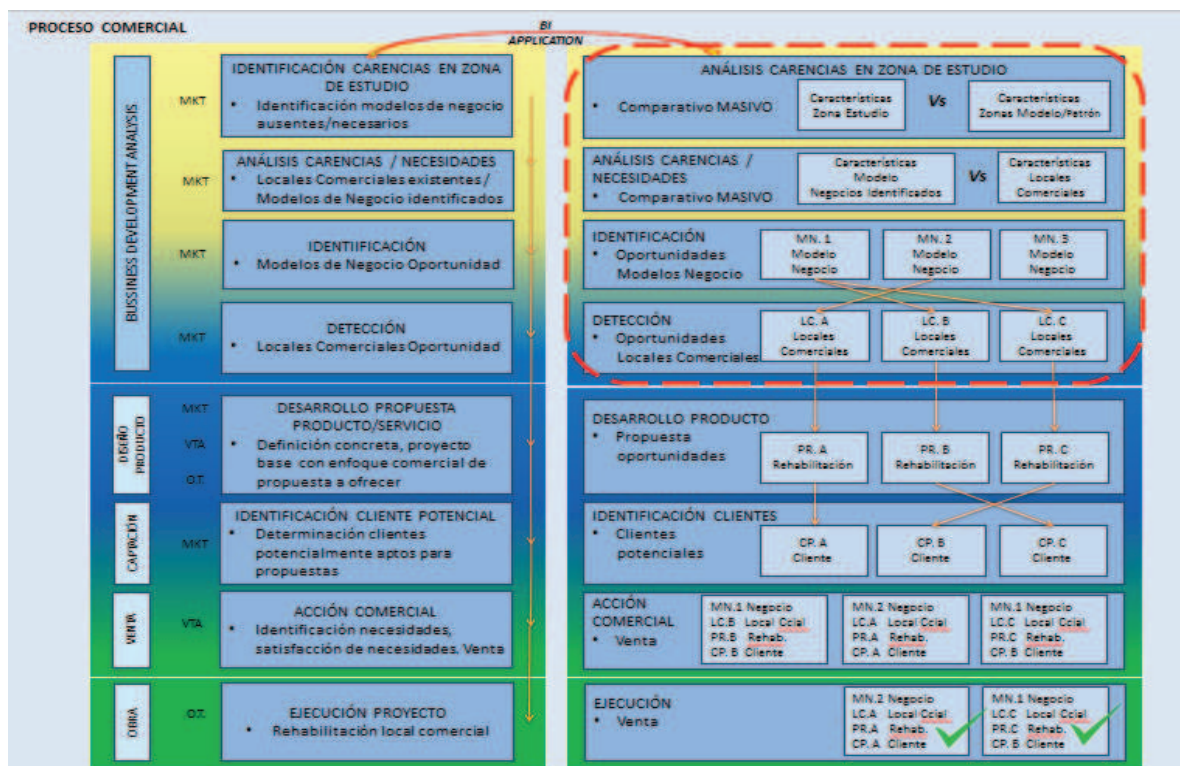 PROCESO COMERCIAL
BI
APPLICATION
BUSSINESS DEVELOPMENT ANALYSIS
MKT
IDENTIFICACIÓN CARENCIAS EN ZONA
DE ESTUDIO
• Identificación modelos de negocio
ausentes/necesarios
MKT
ANÁLISIS CARENCIAS / NECESIDADES
• Locales Comerciales existentes /
Modelos de Negocio identificados
MKT
IDENTIIFICACIÓN
• Modelos de Negocio Oportunidad
MKT
DETECCIÓN
• Locales Comerciales Oportunidad
DISEÑO
PRODUCTO
MKT
VTA
O.T.
DESARROLLO PROPUESTA
PRODUCTO/SERVICIO
• Definición concreta, proyecto
base con enfoque comercial de
propuesta a ofrecer
CAPTACIÓN
MKT
IDENTIFICACIÓN CLIENTE POTENCIAL
• Determinación clientes
potencialmente aptos para
propuestas
VENTA
VTA
ACCIÓN COMERCIAL
• Identificación necesidades,
satisfacción de necesidades. Venta
OBRA
O.T.
EJECUCIÓN PROYECTO
• Rehabilitación local comercial
ANÁLISIS CARENCIAS EN ZONA DE ESTUDIO
• Comparativo MASIVO
Características
Zona Estudio
Vs
Características
Zonas Modelo/Patrón
ANÁLISIS CARENCIAS /
NECESIDADES
• Comparativo MASIVO
Características
Modelo
Negocios Identificados
Vs
Características
Locales
Comerciales
IDENTIFICACIÓN
• Oportunidades
Modelos Negocio
MN. 1
Modelo
Negocio
MN. 2
Modelo
Negocio
MN. 3
Modelo
Negocio
DETECCIÓN
• Oportunidades
Locales Comerciales
LC. A
Locales
Comerciales
LC. B
Locales
Comerciales
LC. C
Locales
Comerciales
DESARROLLO PRODUCTO
• Propuesta
oportunidades
PR. A
Rehabilitación
PR. B
Rehabilitación
PR. C
Rehabilitación
IDENTIFICACIÓN CLIENTES
• Clientes
potenciales
CP. A
Cliente
CP. B
Cliente
CP. C
Cliente
ACCIÓN
COMERCIAL
• Venta
MN.1 Negocio
LC.B Local Ccial
PR.B Rehab.
CP. B Cliente
MN.2 Negocio
LC.A Local Ccial
PR.A Rehab.
CP. A Cliente
MN.1 Negocio
LC.C Local Ccial
PR.C Rehab.
CP. B Cliente
EJECUCIÓN
• Venta
MN.2 Negocio
LC.A Local Ccial
PR.A Rehab.
CP. A Cliente
MN.1 Negocio
LC.C Local Ccial
PR.C Rehab.
CP. B Cliente